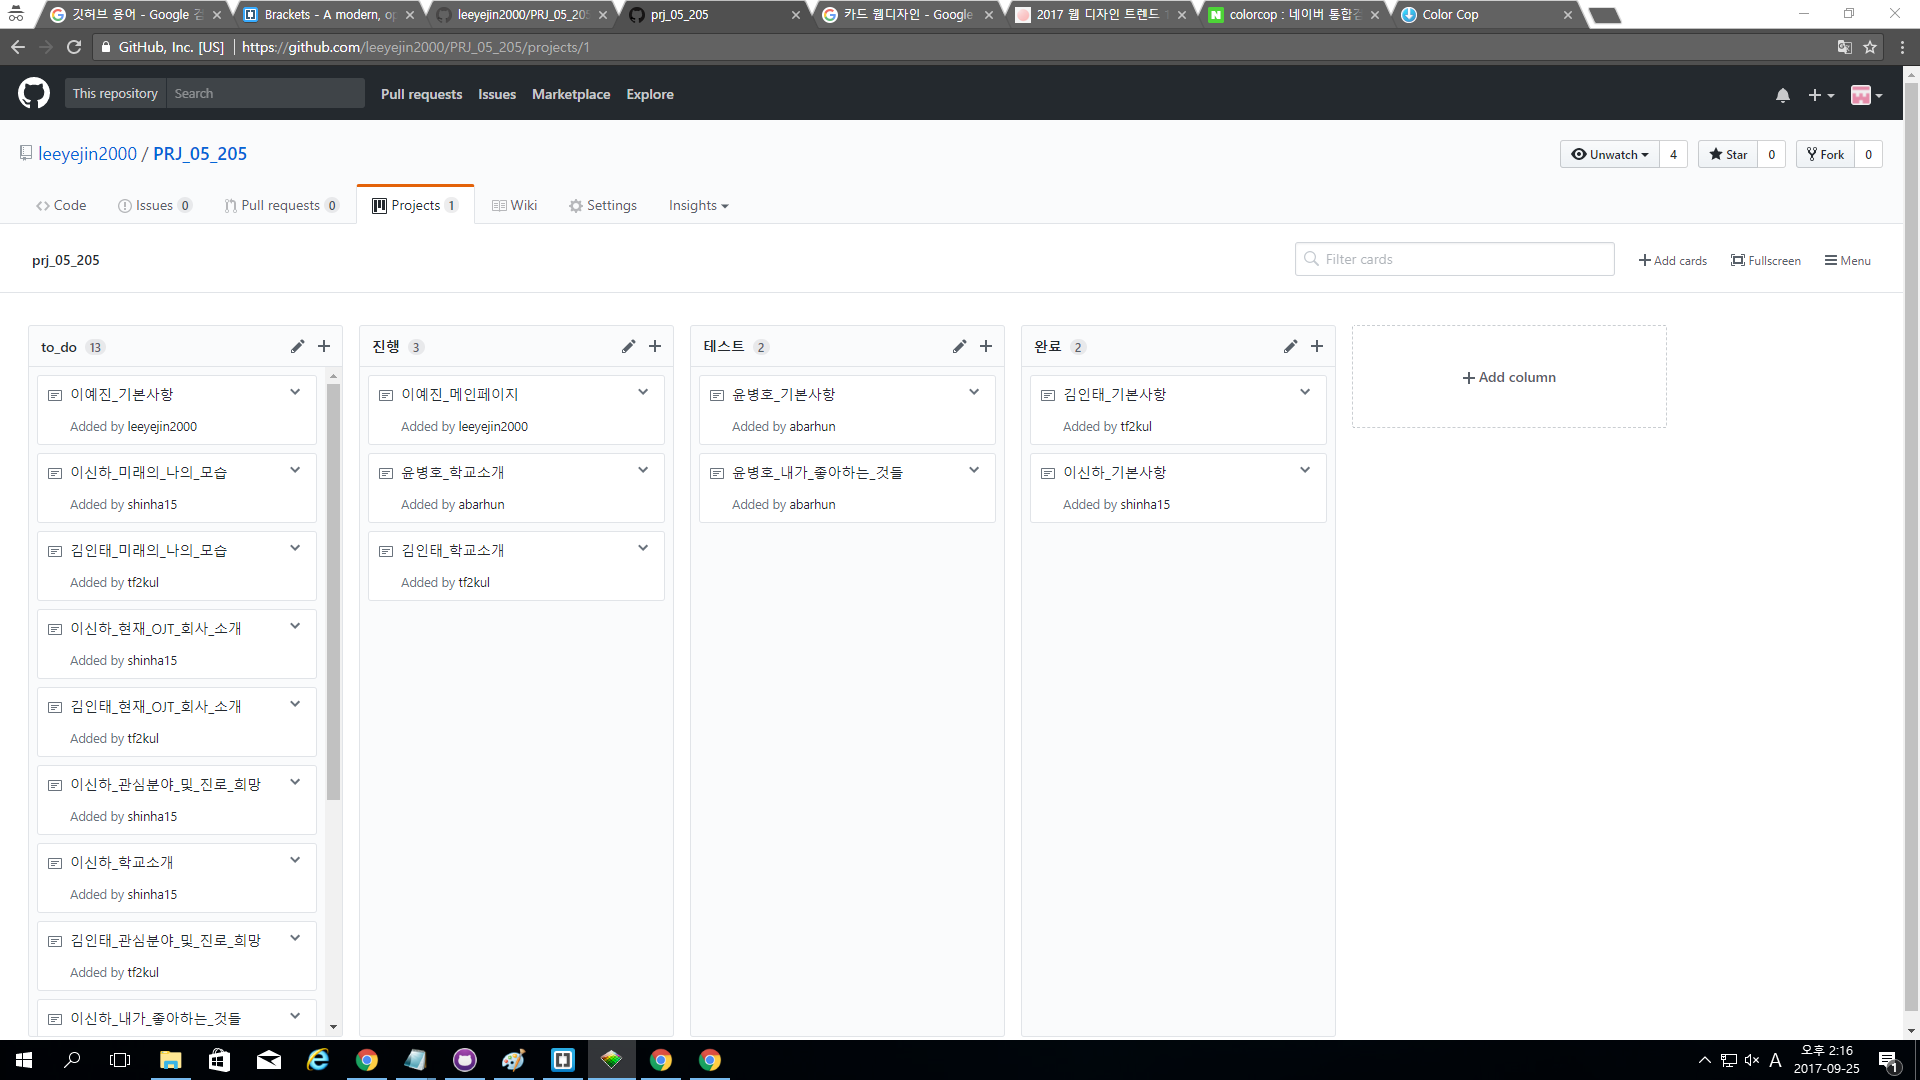 깃허브 용어 - Google 검
Brackets - A modern, op
leeyejin2000/PRJ_05_205
prj_05_205
카드 웹디자인 - Google
2017 웹 디자인 트렌드
colorcop : 네이버 통합검
Color Cop
GitHub, Inc. [US] https://github.com/leeyejin2000/PRJ_05_205/projects/1
This repository Search Pull requests Issues Marketplace Explore
leeyejin2000 / PRJ_05_205
Unwatch 4 Star 0 Fork 0
Code Issues 0 Pull requests 0 Projects 1 Wiki Settings Insights
prj_05_205
Filter cards
Add cards Fullscreen Menu
to_do 13
이예진_기본사항
Added by leeyejin2000
이신하_미래의_나의_모습
Added by shinha15
김인태_미래의_나의_모습
Added by tf2kul
이신하_현재_OJT_회사_소개
Added by shinha15
김인태_현재_OJT_회사_소개
Added by tf2kul
이신하_관심분야_및_진로_희망
Added by shinha15
이신하_학교소개
Added by shinha15
김인태_관심분야_및_진로_희망
Added by tf2kul
이신하_내가_좋아하는_것들
진행 3
이예진_메인페이지
Added by leeyejin2000
윤병호_학교소개
Added by abarhun
김인태_학교소개
Added by tf2kul
테스트 2
윤병호_기본사항
Added by abarhun
윤병호_내가_좋아하는_것들
Added by abarhun
완료 2
김인태_기본사항
Added by tf2kul
이신하_기본사항
Added by shinha15
Add column
A
오후 2:16
2017-09-25
1